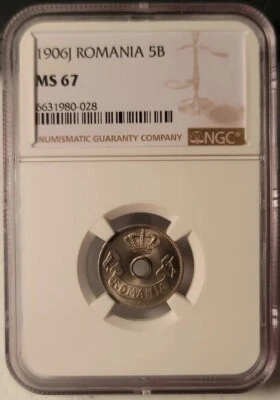 1906J ROMANIA 5B
MS 67
6631980-028
NUMISMATIC GUARANTY COMPANY
NGC®
ROMANIA